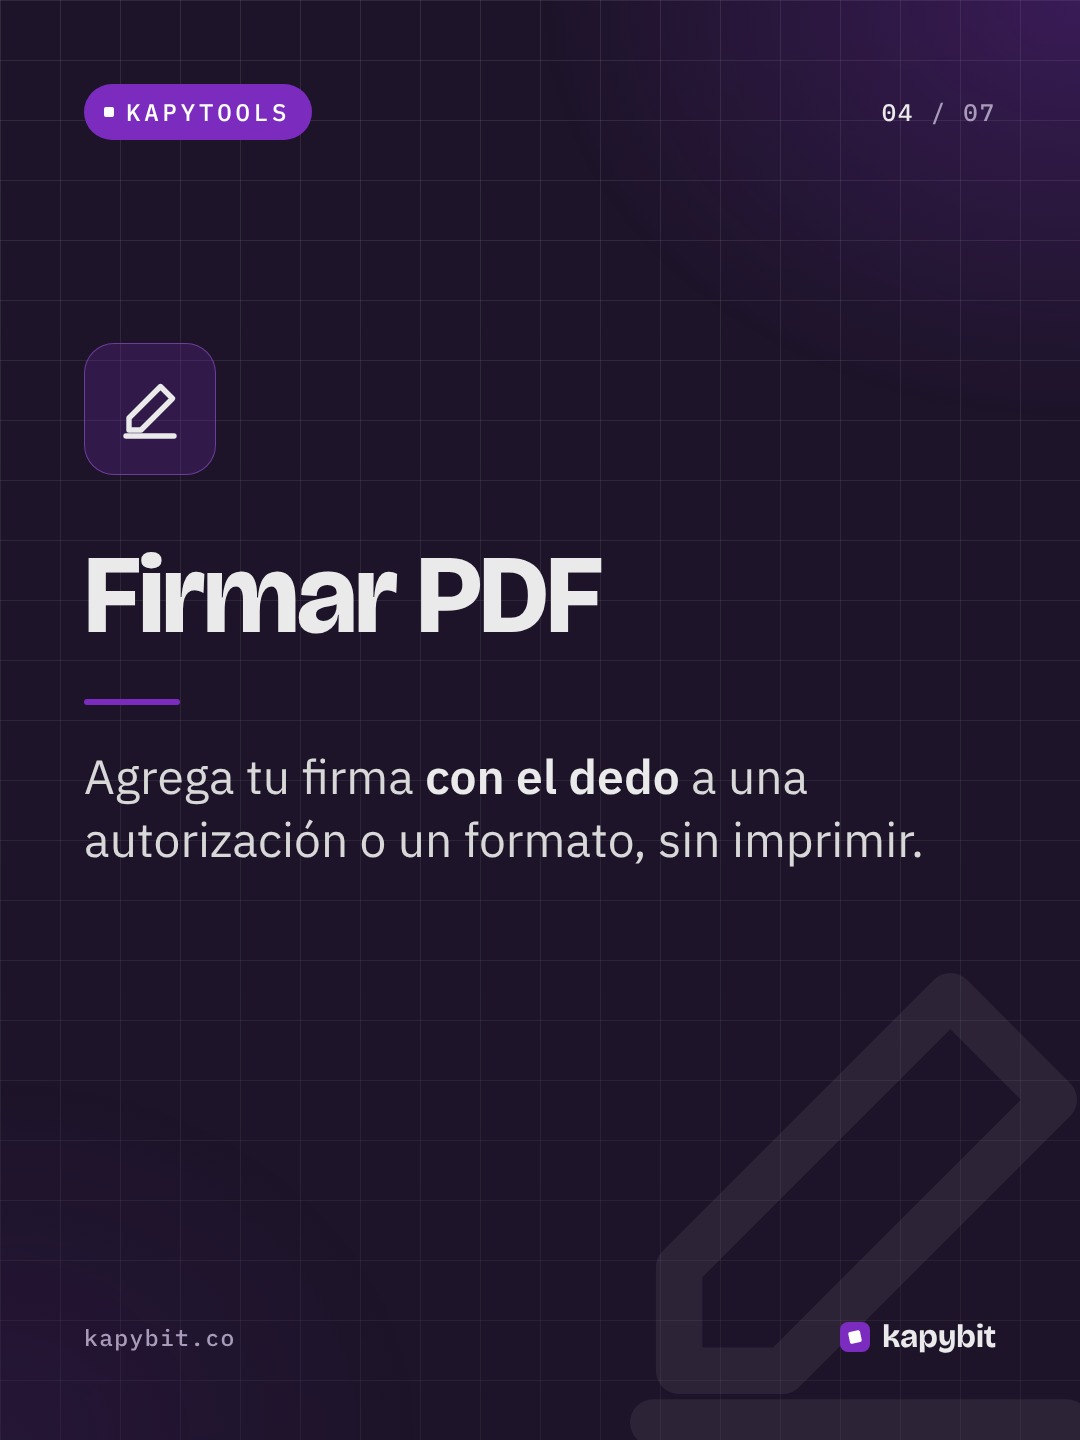 KAPYTOOLS
04 / 07
Firmar PDF
Agrega tu firma con el dedo a una
autorización o un formato, sin imprimir.
kapybit.co
kapybit